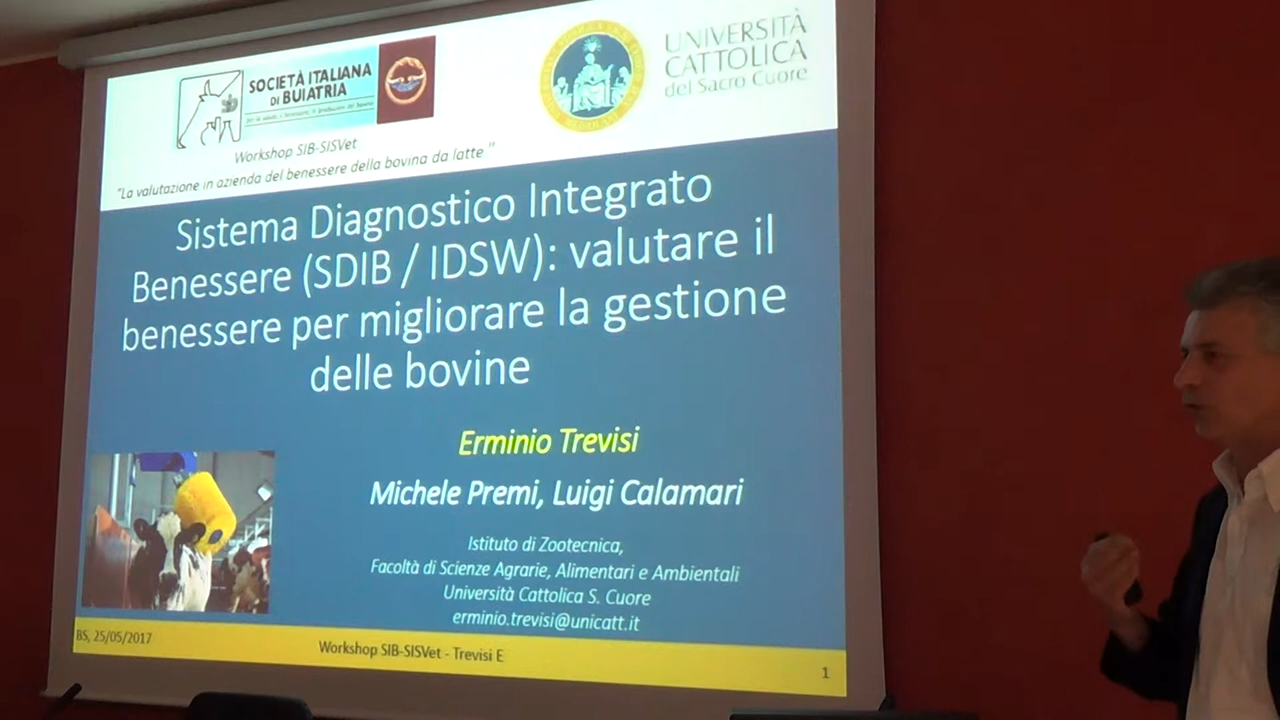 SOCIETÀ ITALIANA
DI BUIATRIA
UNIVERSITÀ
CATTOLICA
del Sacro Cuore
Workshop SIB-SISVet
"La valutazione in azienda del benessere della bovina da latte "
Sistema Diagnostico Integrato
Benessere (SDIB / IDSW): valutare il
benessere per migliorare la gestione
delle bovine
Erminio Trevisi
Michele Premi, Luigi Calamari
Istituto di Zootecnica,
Facoltà di Scienze Agrarie, Alimentari e Ambientali
Università Cattolica S. Cuore
erminio.trevisi@unicatt.it
BS, 25/05/2017
Workshop SIB-SISVet - Trevisi E
1